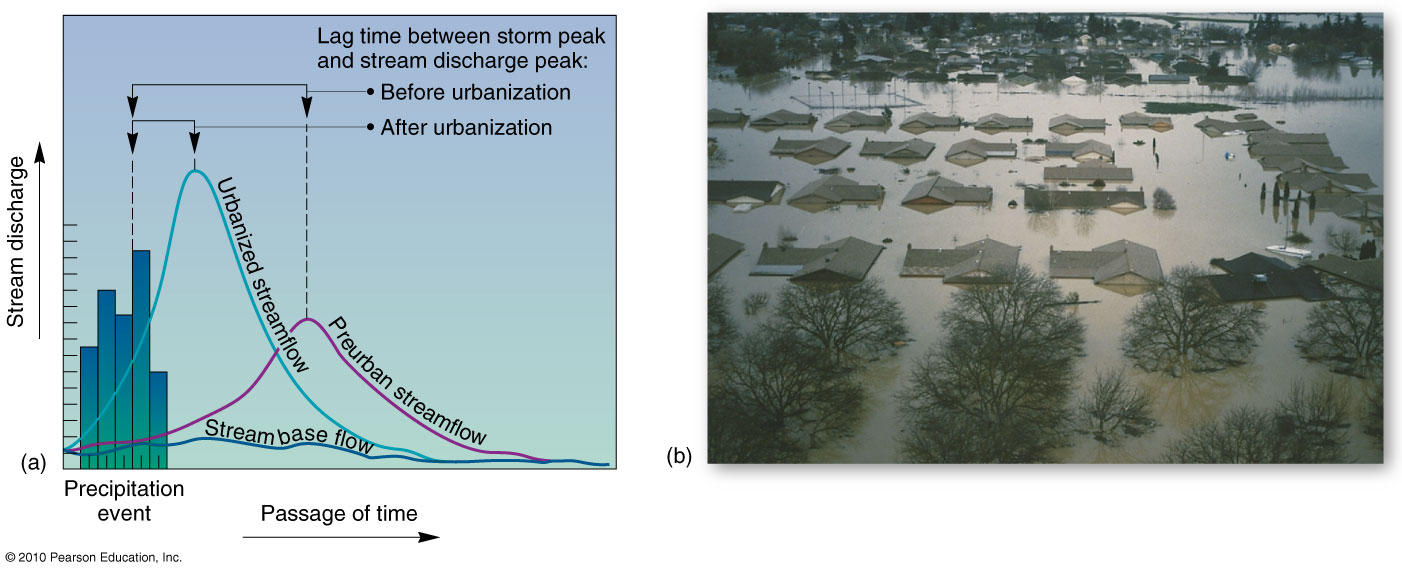 Lag time between storm peak
and stream discharge peak:
Before urbanization
After urbanization
Stream discharge
Urbanized streamflow
Preurban streamflow
Stream base flow
(a)
Precipitation
event
Passage of time
(b)
© 2010 Pearson Education, Inc.